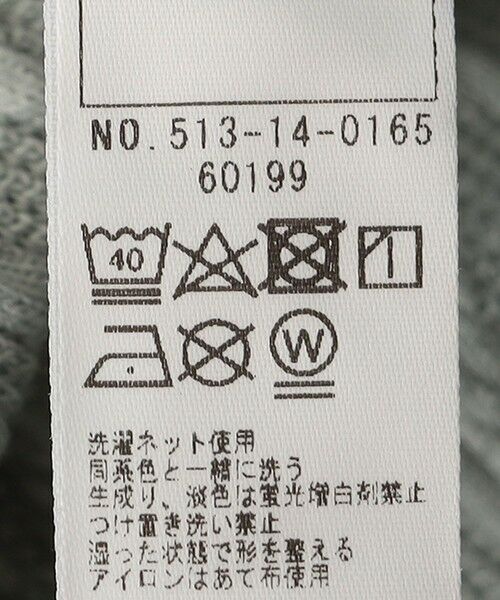 NO.513-14-0165
60199
40
W
洗濯ネット使用
同系色と一緒に洗う
生成り、淡色は蛍光増白剤禁止
つけ置き洗い禁止
湿った状態で形を整える
アイロンはあて布使用